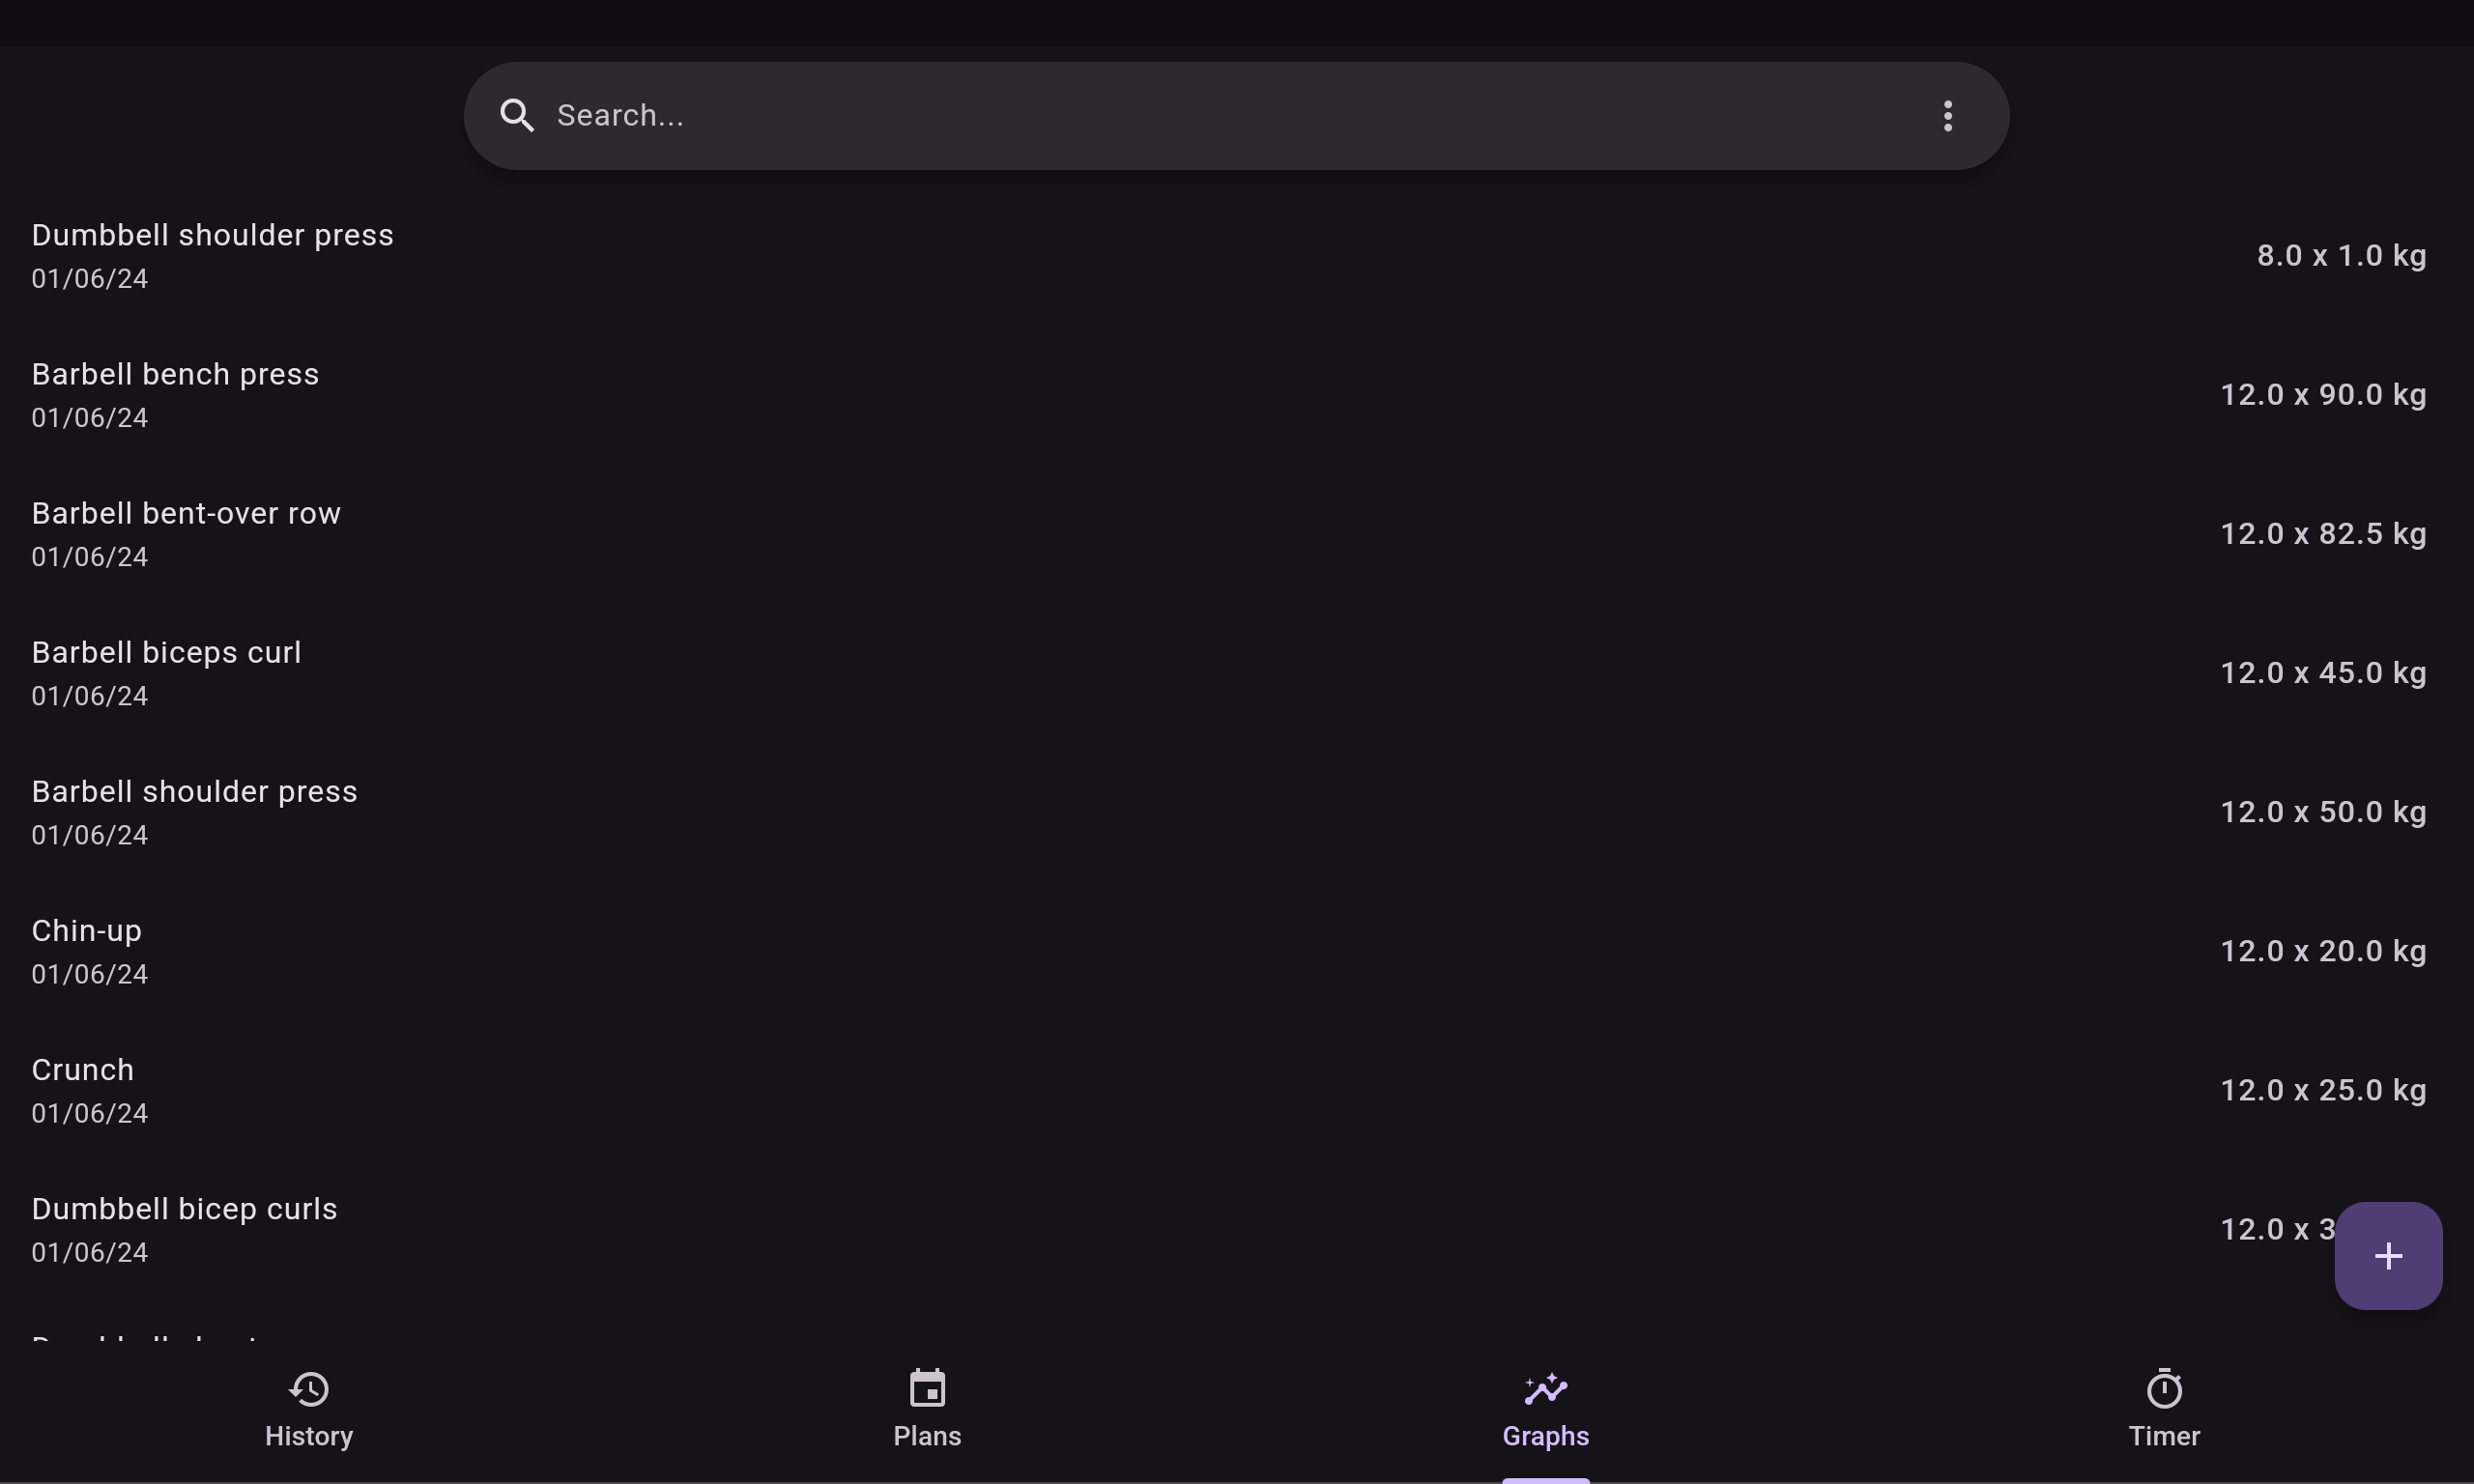 Search...
Dumbbell shoulder press
8.0 x 1.0 kg
01/06/24
Barbell bench press
12.0 x 90.0 kg
01/06/24
Barbell bent-over row
12.0 x 82.5 kg
01/06/24
Barbell biceps curl
12.0 x 45.0 kg
01/06/24
Barbell shoulder press
12.0 x 50.0 kg
01/06/24
Chin-up
12.0 x 20.0 kg
01/06/24
Crunch
12.0 x 25.0 kg
01/06/24
Dumbbell bicep curls
12.0 x 3
01/06/24
History
Plans
Graphs
Timer